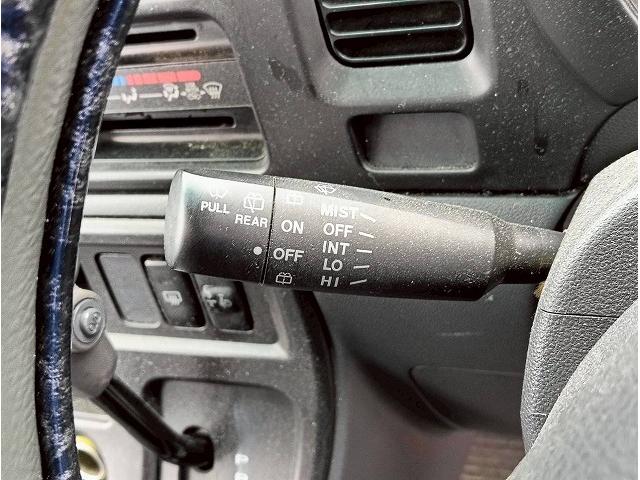 PULL
REAR
ON
OFF
MIST
OFF
INT
LO
HI